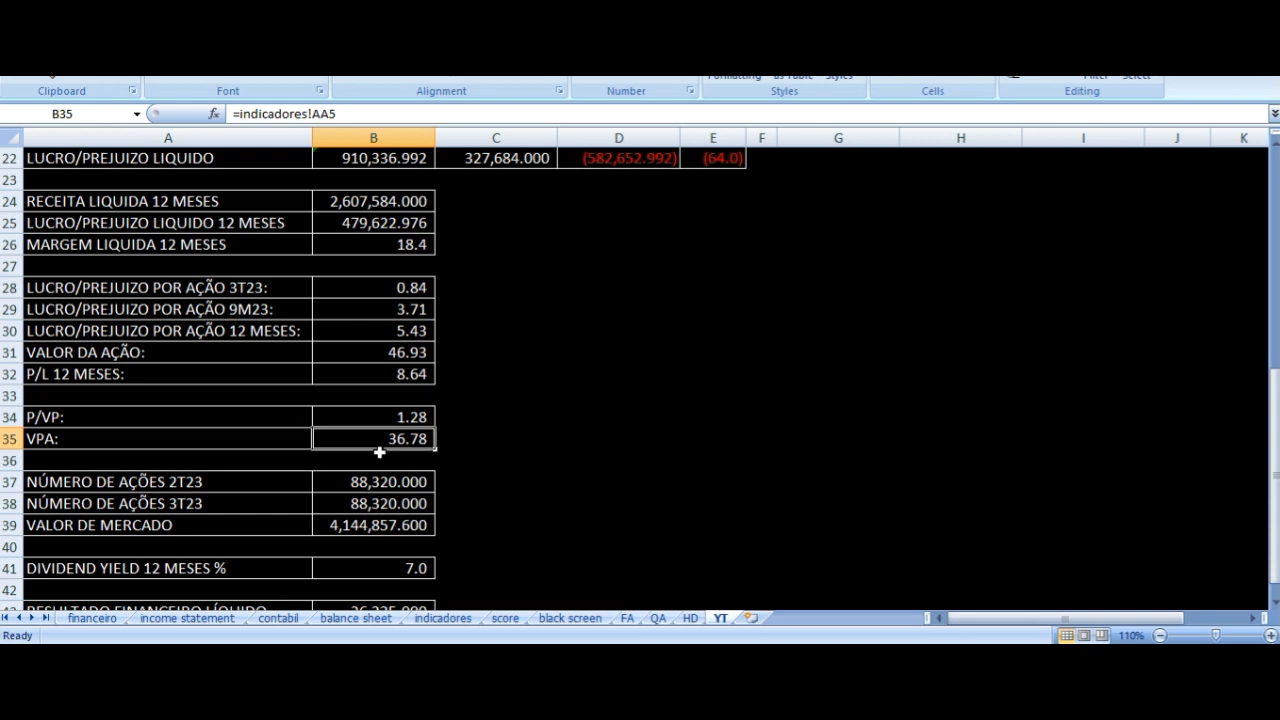 Clipboard Font Alignment Number Styles Cells Editing
B35 fx =indicadores!AA5
A B C D E F G H I J K
22 LUCRO/PREJUIZO LIQUIDO 910,336.992 327,684.000 (582,652.992) (64.0)
23
24 RECEITA LIQUIDA 12 MESES 2,607,584.000
25 LUCRO/PREJUIZO LIQUIDO 12 MESES 479,622.976
26 MARGEM LIQUIDA 12 MESES 18.4
27
28 LUCRO/PREJUIZO POR AÇÃO 3T23: 0.84
29 LUCRO/PREJUIZO POR AÇÃO 9M23: 3.71
30 LUCRO/PREJUIZO POR AÇÃO 12 MESES: 5.43
31 VALOR DA AÇÃO: 46.93
32 P/L 12 MESES: 8.64
33
34 P/VP: 1.28
35 VPA: 36.78
36
37 NÚMERO DE AÇÕES 2T23 88,320.000
38 NÚMERO DE AÇÕES 3T23 88,320.000
39 VALOR DE MERCADO 4,144,857.600
40
41 DIVIDEND YIELD 12 MESES % 7.0
42
RESULTADO FINANCEIRO LÍQUIDO
financeiro income statement contabil balance sheet indicadores score black screen FA QA HD YT
Ready 110%